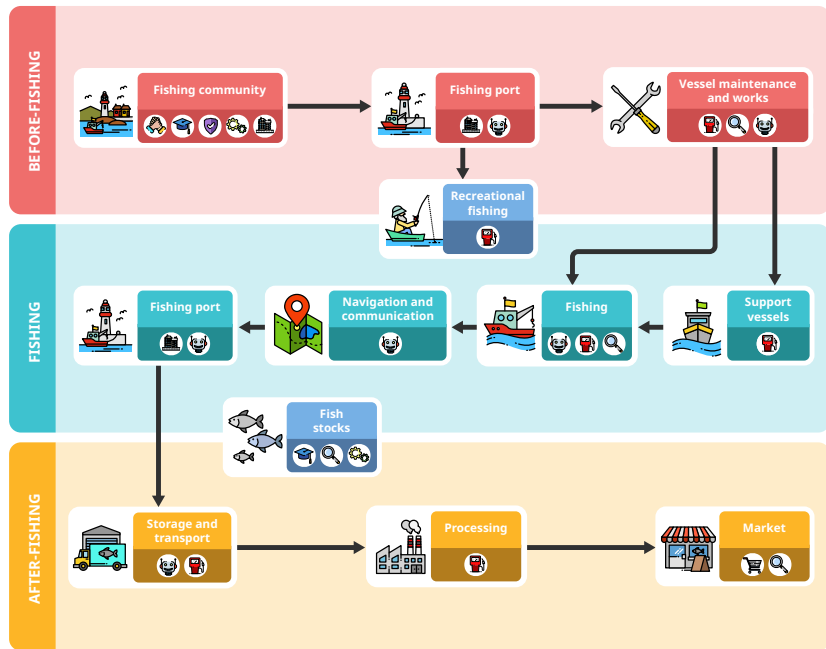 BEFORE-FISHING
Fishing community
Fishing port
Vessel maintenance
and works
Recreational
fishing
FISHING
Fishing port
Navigation and
communication
Fishing
Support
vessels
Fish
stocks
AFTER-FISHING
Storage and
transport
Processing
Market